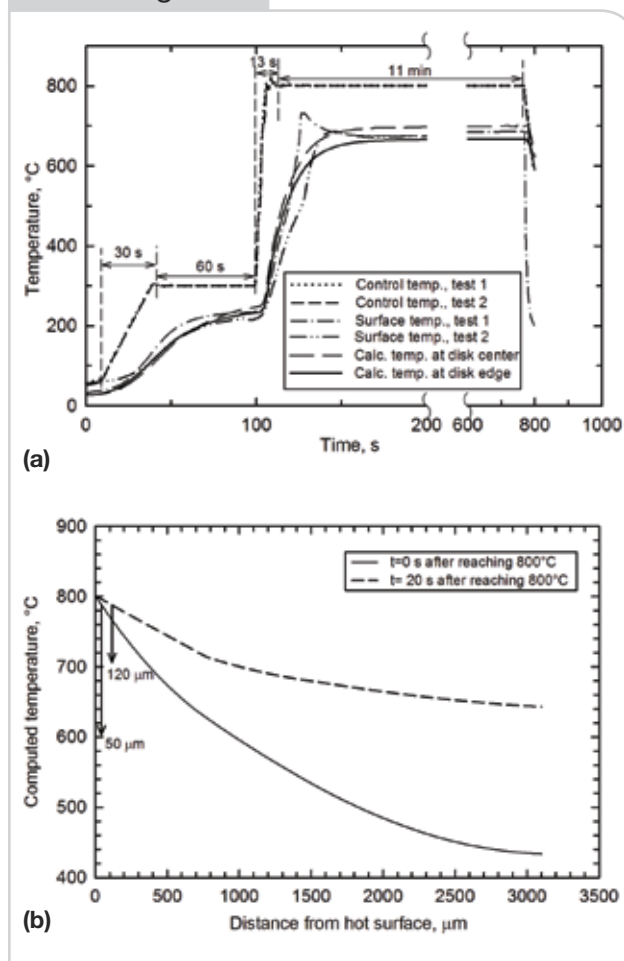 13 s
11 min
800
600
400
200
0
30 s
60 s
Control temp., test 1
Control temp., test 2
Surface temp., test 1
Surface temp., test 2
Calc. temp. at disk center
Calc. temp. at disk edge
Temperature, °C
0
50
100
200
600
800
1000
Time, s
(a)
900
800
700
600
500
400
t=0 s after reaching 800°C
t= 20 s after reaching 800°C
120 μm
50 μm
Computed temperature, °C
0
500
1000
1500
2000
2500
3000
3500
Distance from hot surface, μm
(b)